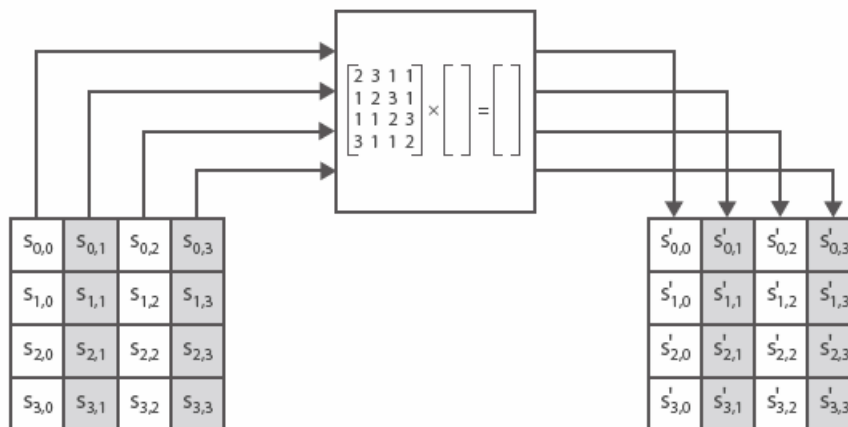 2 3 1 1
1 2 3 1
1 1 2 3
3 1 1 2
× =
S0,0 S0,1 S0,2 S0,3
S1,0 S1,1 S1,2 S1,3
S2,0 S2,1 S2,2 S2,3
S3,0 S3,1 S3,2 S3,3
S'0,0 S'0,1 S'0,2 S'0,3
S'1,0 S'1,1 S'1,2 S'1,3
S'2,0 S'2,1 S'2,2 S'2,3
S'3,0 S'3,1 S'3,2 S'3,3